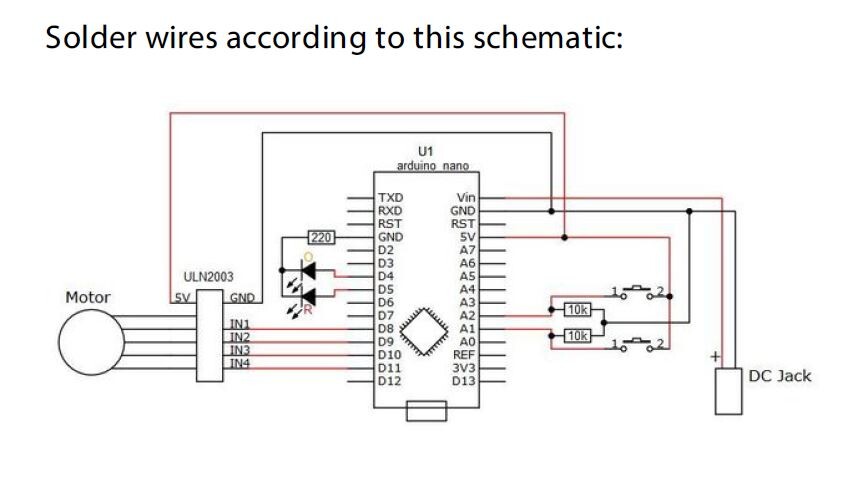 Solder wires according to this schematic:
U1
arduino nano
TXD Vin
RXD GND
RST RST
220 GND 5V
D2 A7
O D3 A6
D4 A5
ULN2003 D5 A4
Motor 5V GND R D6 A3
D7 A2
IN1 D8 A1
IN2 D9 A0
IN3 D10 REF
IN4 D11 3V3
D12 D13
1 2
10k
10k
1 2
+
DC Jack